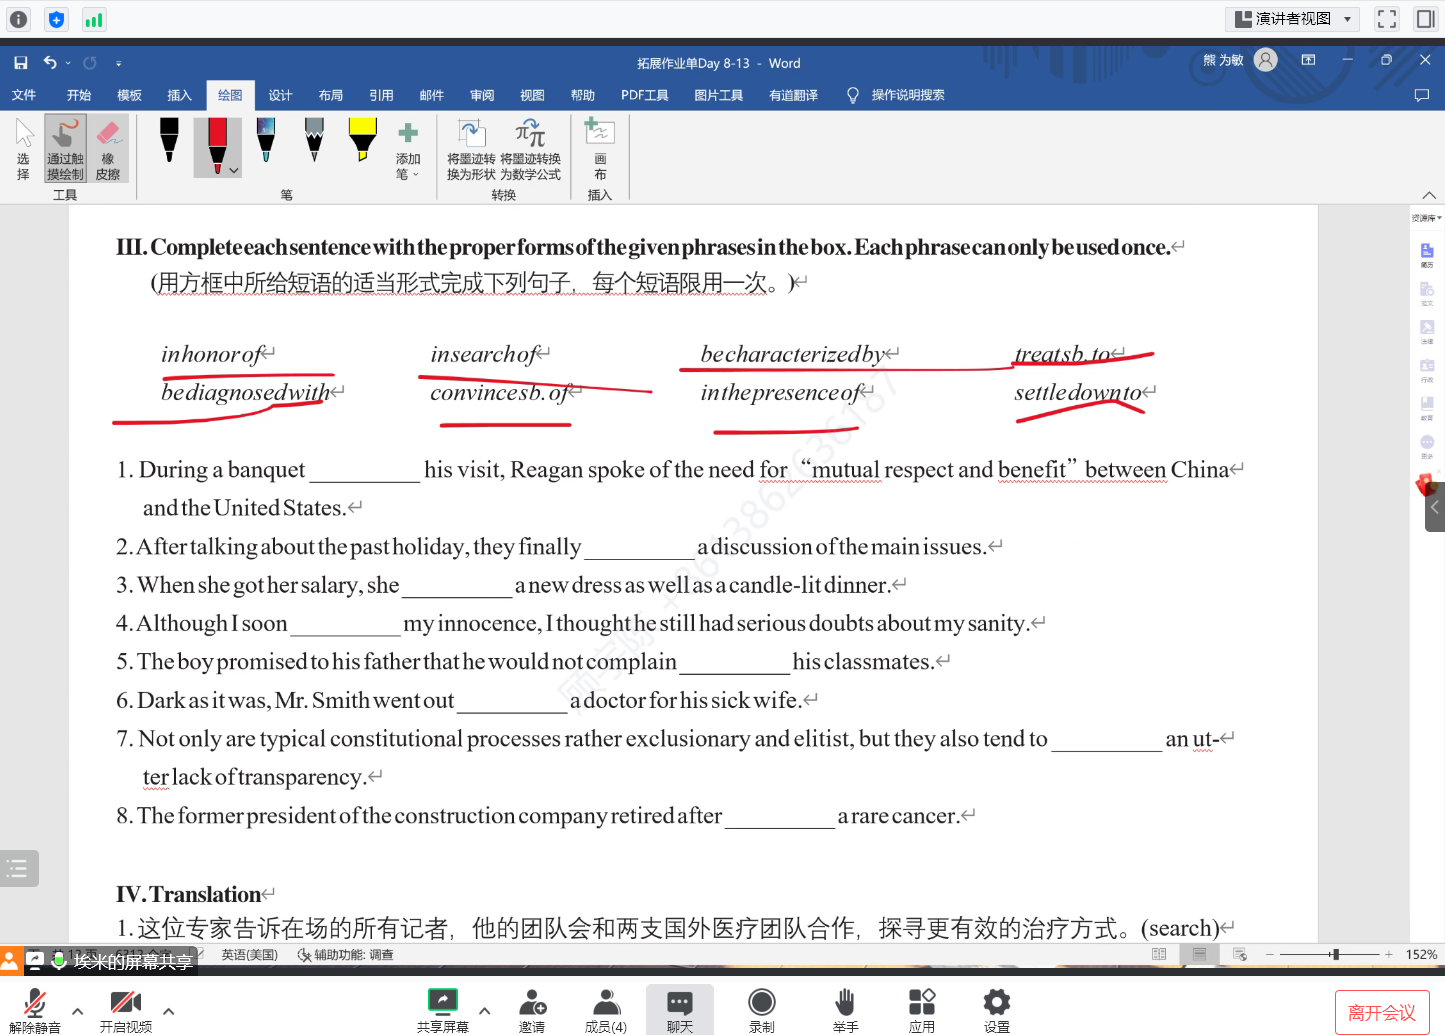 演讲者视图
拓展作业单Day 8-13 - Word
熊 为敏
文件 开始 模板 插入 绘图 设计 布局 引用 邮件 审阅 视图 帮助 PDF工具 图片工具 有道翻译 操作说明搜索
选择 通过触摸绘制 橡皮擦 添加笔 将墨迹转换为形状 将墨迹转换为数学公式 画布
工具 笔 转换 插入
资源库
III. Complete each sentence with the proper forms of the given phrases in the box. Each phrase can only be used once.
(用方框中所给短语的适当形式完成下列句子，每个短语限用一次。)
in honor of in search of be characterized by treat sb. to
be diagnosed with convince sb. of in the presence of settle down to
1. During a banquet __________ his visit, Reagan spoke of the need for “mutual respect and benefit” between China
and the United States.
2. After talking about the past holiday, they finally __________ a discussion of the main issues.
3. When she got her salary, she __________ a new dress as well as a candle-lit dinner.
4. Although I soon __________ my innocence, I thought he still had serious doubts about my sanity.
5. The boy promised to his father that he would not complain __________ his classmates.
6. Dark as it was, Mr. Smith went out __________ a doctor for his sick wife.
7. Not only are typical constitutional processes rather exclusionary and elitist, but they also tend to __________ an ut-
ter lack of transparency.
8. The former president of the construction company retired after __________ a rare cancer.
IV. Translation
1. 这位专家告诉在场的所有记者，他的团队会和两支国外医疗团队合作，探寻更有效的治疗方式。(search)
英语(美国) 辅助功能: 调查 152%
埃米的屏幕共享
解除静音 开启视频 共享屏幕 邀请 成员(4) 聊天 录制 举手 应用 设置 离开会议